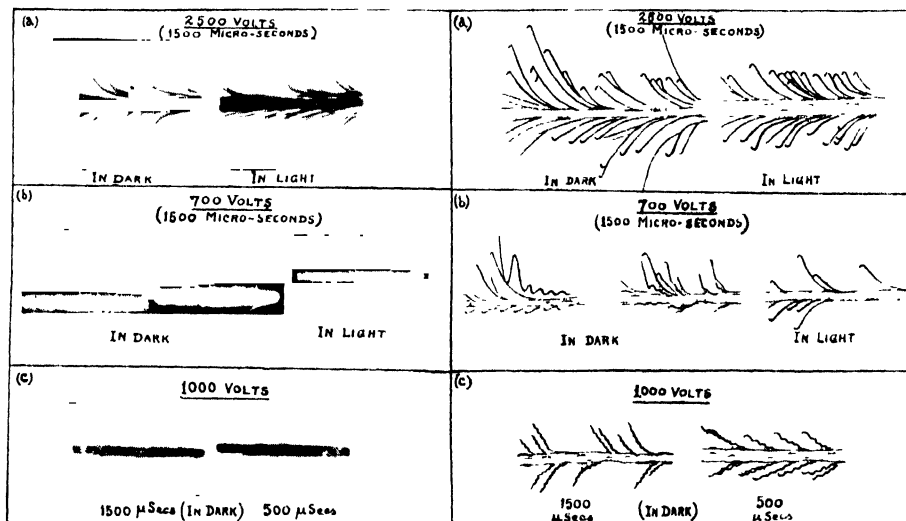 (a)
2500 VOLTS
(1500 MICRO-SECONDS)
IN DARK
IN LIGHT
(b)
700 VOLTS
(1500 MICRO-SECONDS)
IN DARK
IN LIGHT
(c)
1000 VOLTS
1500 µSECS (IN DARK) 500 µSECS
(a)
2800 VOLTS
(1500 MICRO-SECONDS)
IN DARK
IN LIGHT
(b)
700 VOLTS
(1500 MICRO-SECONDS)
IN DARK
IN LIGHT
(c)
1000 VOLTS
1500 (IN DARK) 500
µSECS µSECS